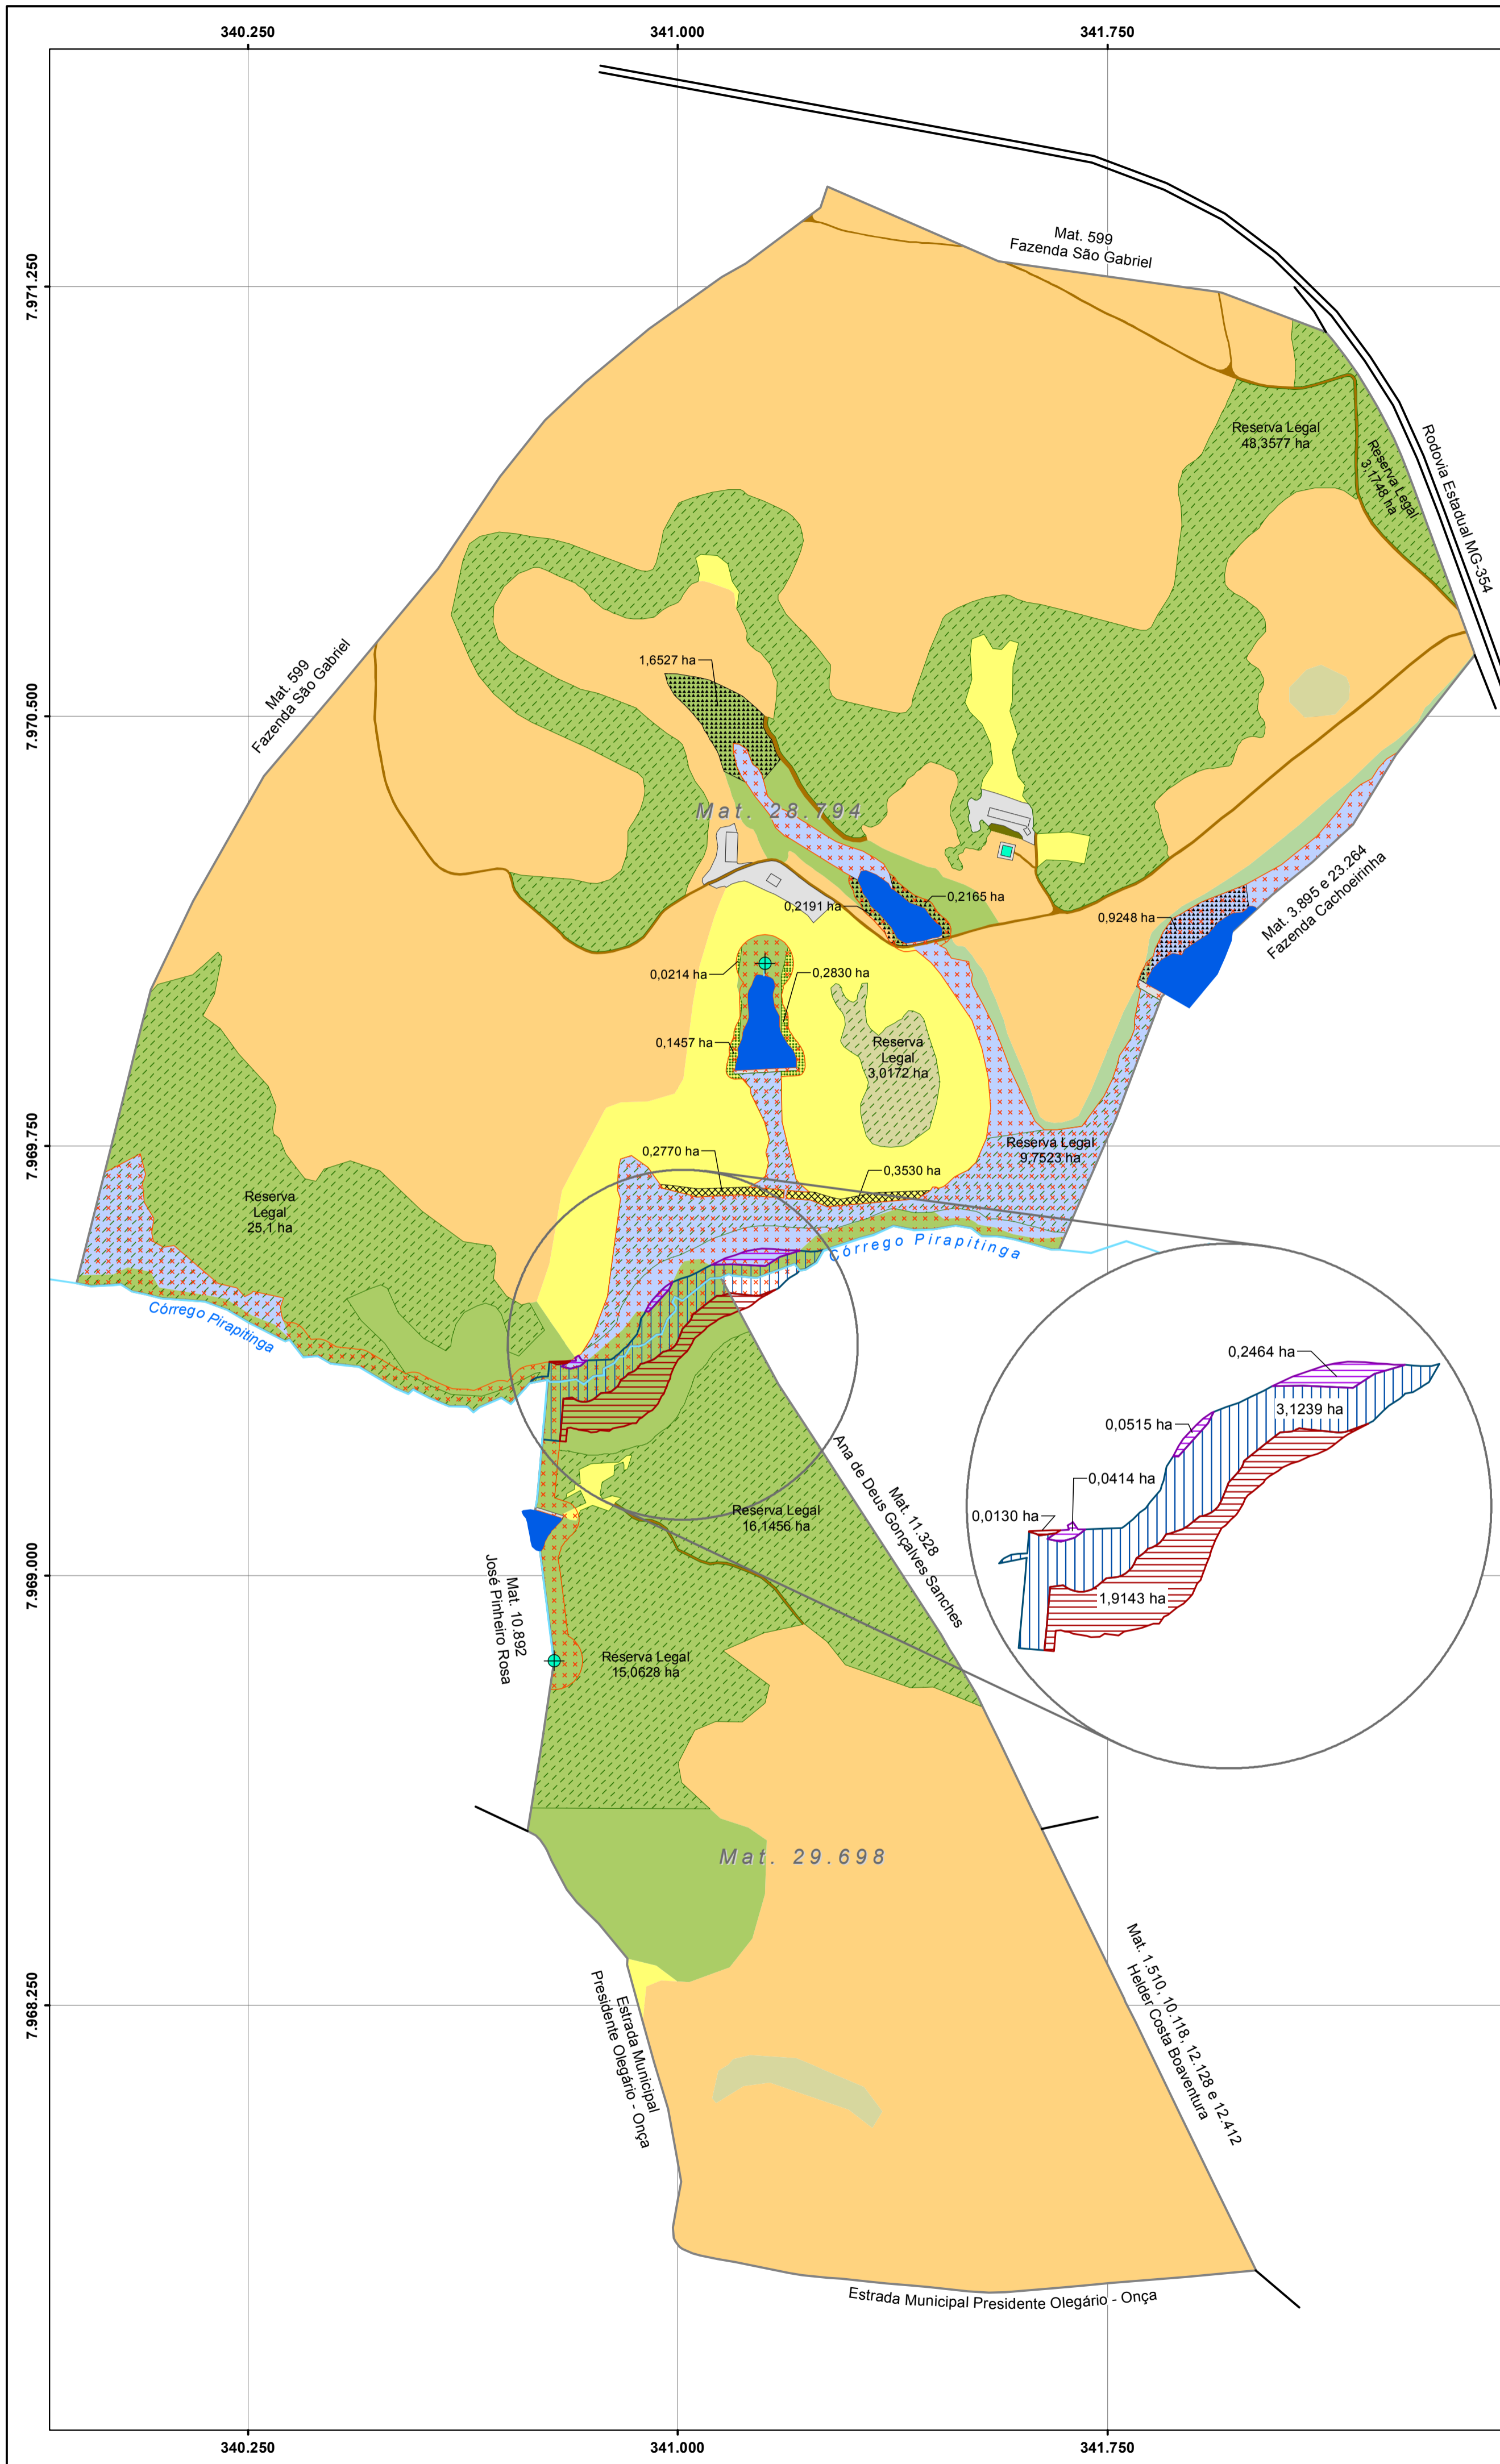 340.250
341.000
341.750
7.971.250
7.970.500
7.969.750
7.969.000
7.968.250
Mat. 599
Fazenda São Gabriel
Reserva Legal
48,3577 ha
Reserva Legal
3,1748 ha
Rodovia Estadual MG-354
Mat. 599
Fazenda São Gabriel
1,6527 ha
Mat. 28.794
0,2191 ha
0,2165 ha
0,9248 ha
Mat. 3.895 e 23.264
Fazenda Cachoeirinha
0,0214 ha
0,2830 ha
0,1457 ha
Reserva
Legal
3,0172 ha
Reserva Legal
9,7523 ha
0,2770 ha
0,3530 ha
Reserva
Legal
25,1 ha
Córrego Pirapitinga
Córrego Pirapitinga
0,2464 ha
3,1239 ha
0,0515 ha
0,0414 ha
0,0130 ha
1,9143 ha
Mat. 11.328
Ana de Deus Gonçalves Sanches
Reserva Legal
16,1456 ha
Mat. 10.892
José Pinheiro Rosa
Reserva Legal
15,0628 ha
Mat. 29.698
Mat. 1.510, 10.118, 12.128 e 12.412
Helder Costa Boaventura
Estrada Municipal
Presidente Olegário - Onça
Estrada Municipal Presidente Olegário - Onça
340.250
341.000
341.750